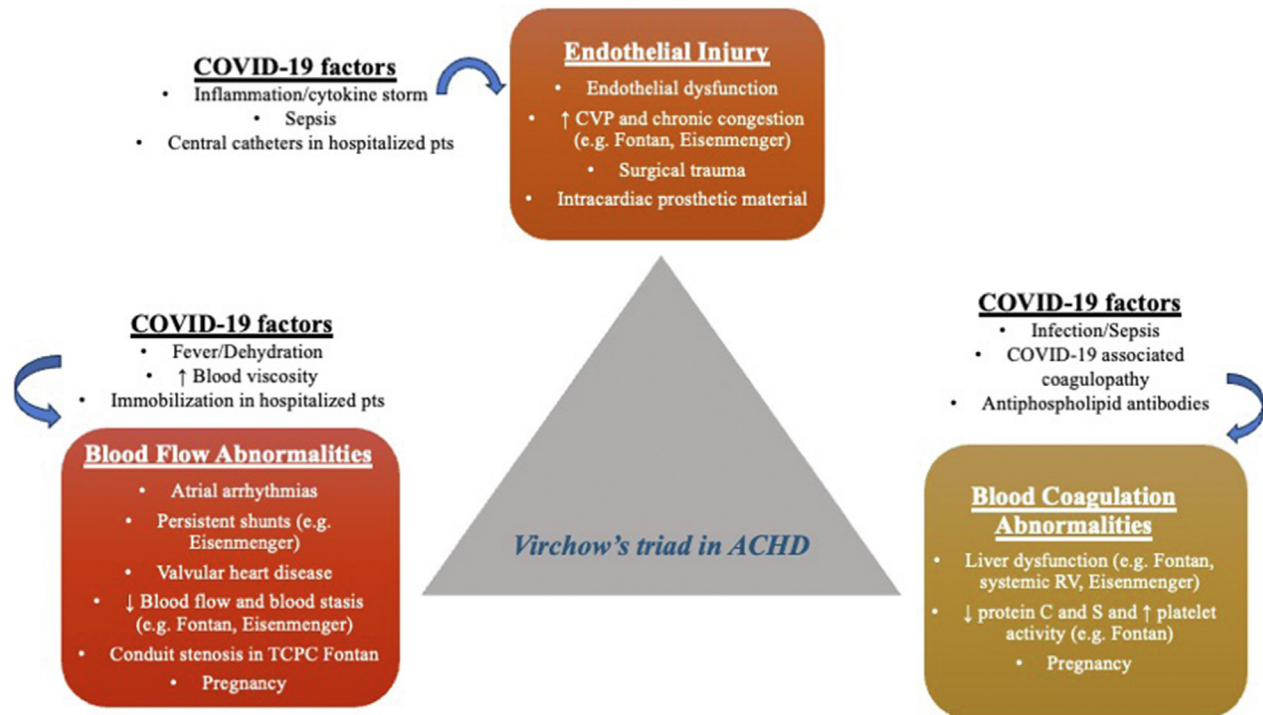 COVID-19 factors
• Inflammation/cytokine storm
• Sepsis
• Central catheters in hospitalized pts
Endothelial Injury
• Endothelial dysfunction
• ↑ CVP and chronic congestion
(e.g. Fontan, Eisenmenger)
• Surgical trauma
• Intracardiac prosthetic material
COVID-19 factors
• Fever/Dehydration
• ↑ Blood viscosity
• Immobilization in hospitalized pts
Blood Flow Abnormalities
• Atrial arrhythmias
• Persistent shunts (e.g.
Eisenmenger)
• Valvular heart disease
• ↓ Blood flow and blood stasis
(e.g. Fontan, Eisenmenger)
• Conduit stenosis in TCPC Fontan
• Pregnancy
Virchow's triad in ACHD
COVID-19 factors
• Infection/Sepsis
• COVID-19 associated
coagulopathy
• Antiphospholipid antibodies
Blood Coagulation
Abnormalities
• Liver dysfunction (e.g. Fontan,
systemic RV, Eisenmenger)
• ↓ protein C and S and ↑ platelet
activity (e.g. Fontan)
• Pregnancy